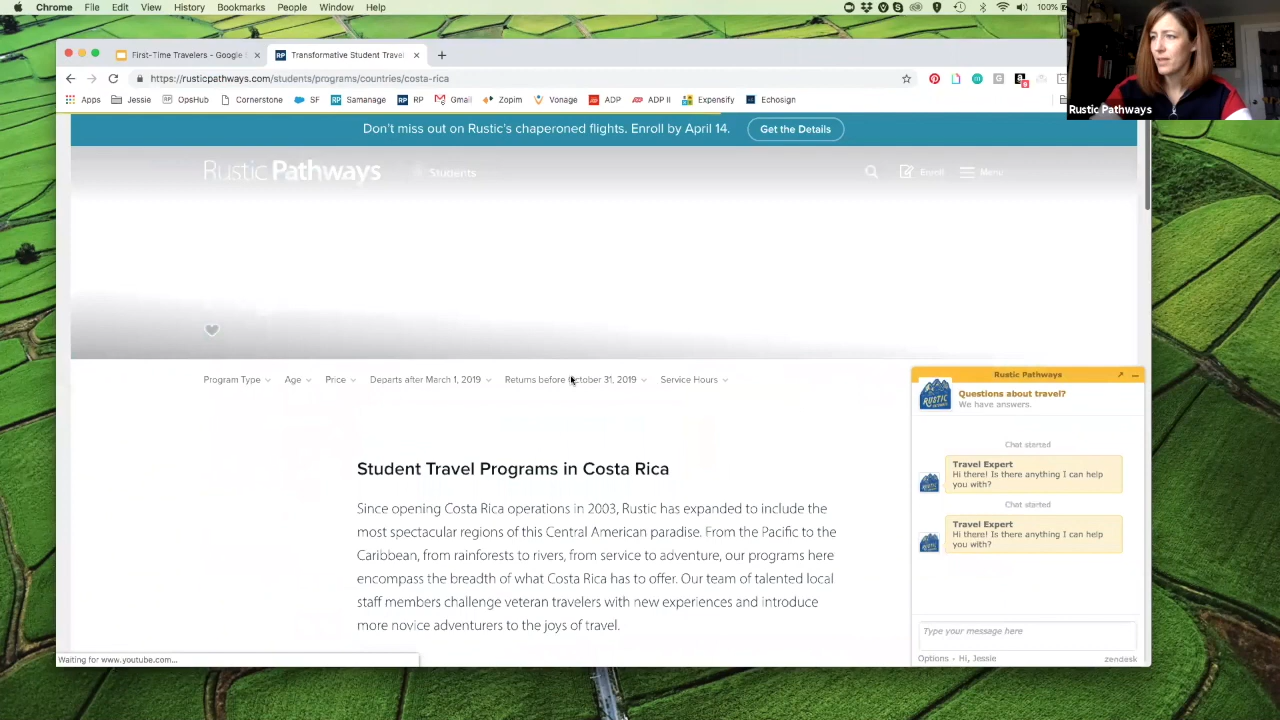 Chrome File Edit View History Bookmarks People Window Help 100%
First-Time Travelers - Google
Transformative Student Travel
https://rusticpathways.com/students/programs/countries/costa-rica
Apps Jessie OpsHub Cornerstone SF Samanage RP Gmail Zopim Vonage ADP ADP II Expensify Echosign
Rustic Pathways
Don't miss out on Rustic's chaperoned flights. Enroll by April 14. Get the Details
Rustic Pathways Students Enroll Menu
Program Type Age Price Departs after March 1, 2019 Returns before October 31, 2019 Service Hours
Student Travel Programs in Costa Rica
Since opening Costa Rica operations in 2003, Rustic has expanded to include the
most spectacular regions of this Central American paradise. From the Pacific to the
Caribbean, from rainforests to rivers, from service to adventure, our programs here
encompass the breadth of what Costa Rica has to offer. Our team of talented local
staff members challenge veteran travelers with new experiences and introduce
more novice adventurers to the joys of travel.
Rustic Pathways
Questions about travel?
We have answers.
Chat started
Travel Expert
Hi there! Is there anything I can help
you with?
Chat started
Travel Expert
Hi there! Is there anything I can help
you with?
Type your message here
Options • Hi, Jessie zendesk
Waiting for www.youtube.com...